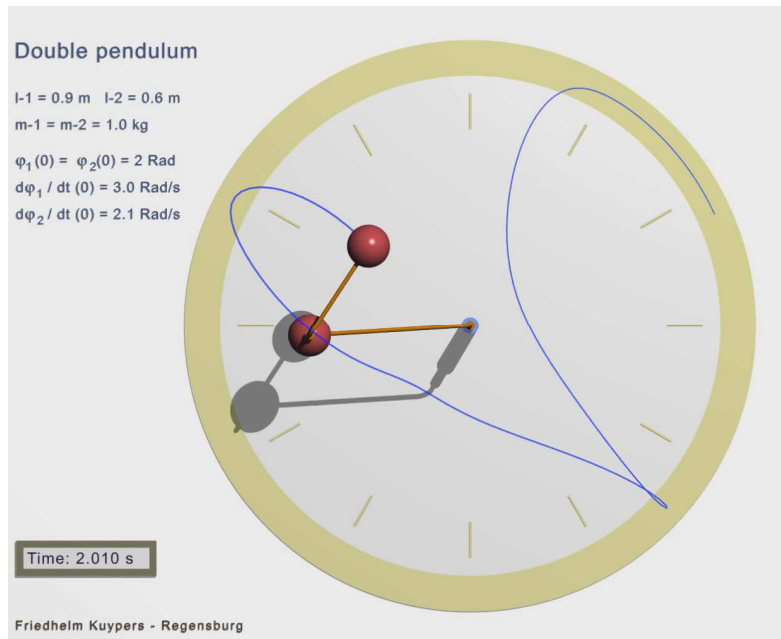 Double pendulum
l-1 = 0.9 m   l-2 = 0.6 m
m-1 = m-2 = 1.0 kg
φ₁(0) = φ₂(0) = 2 Rad
dφ₁ / dt (0) = 3.0 Rad/s
dφ₂ / dt (0) = 2.1 Rad/s
Time: 2.010 s
Friedhelm Kuypers - Regensburg